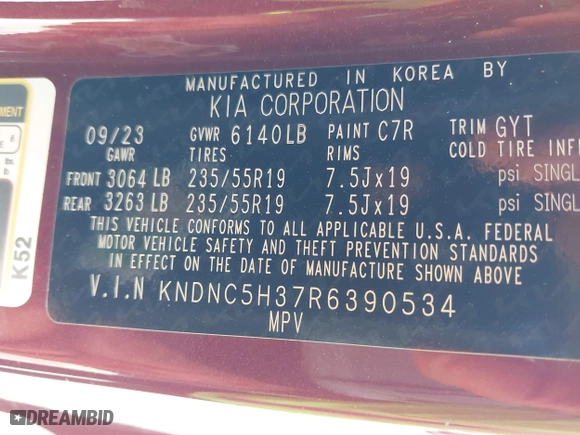 MANUFACTURED IN KOREA BY
KIA CORPORATION
09/23 GVWR 6140LB PAINT C7R TRIM GYT
GAWR TIRES RIMS COLD TIRE INFL
FRONT 3064 LB 235/55R19 7.5Jx19 psi SINGL
REAR 3263 LB 235/55R19 7.5Jx19 psi SINGL
THIS VEHICLE CONFORMS TO ALL APPLICABLE U.S.A. FEDERAL
MOTOR VEHICLE SAFETY AND THEFT PREVENTION STANDARDS
IN EFFECT ON THE DATE OF MANUFACTURE SHOWN ABOVE
V.I.N KNDNC5H37R6390534
MPV
K52
DREAMBID